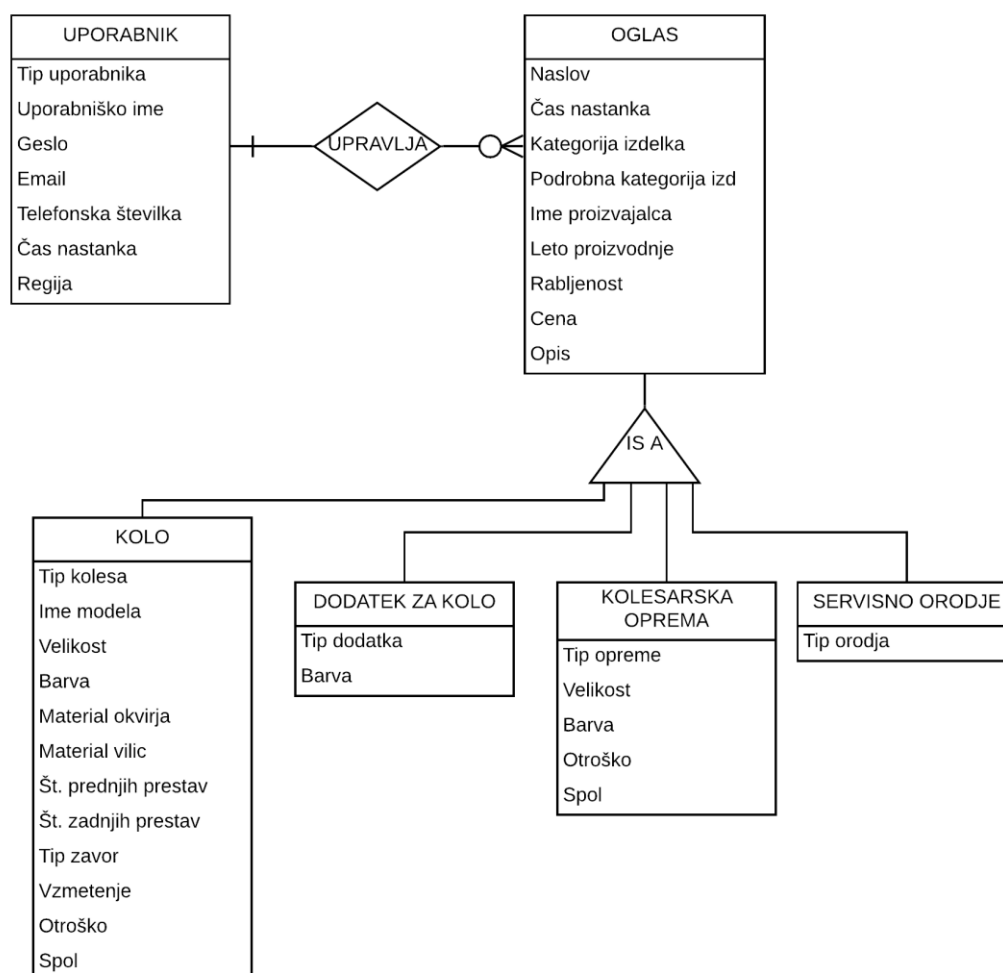 UPORABNIK
Tip uporabnika
Uporabniško ime
Geslo
Email
Telefonska številka
Čas nastanka
Regija
UPRAVLJA
OGLAS
Naslov
Čas nastanka
Kategorija izdelka
Podrobna kategorija izd
Ime proizvajalca
Leto proizvodnje
Rabljenost
Cena
Opis
IS A
KOLO
Tip kolesa
Ime modela
Velikost
Barva
Material okvirja
Material vilic
Št. prednjih prestav
Št. zadnjih prestav
Tip zavor
Vzmetenje
Otroško
Spol
DODATEK ZA KOLO
Tip dodatka
Barva
KOLESARSKA
OPREMA
Tip opreme
Velikost
Barva
Otroško
Spol
SERVISNO ORODJE
Tip orodja